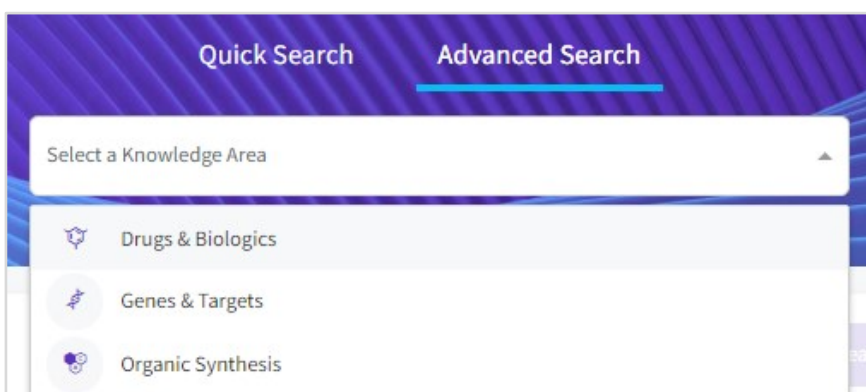 Quick Search Advanced Search
Select a Knowledge Area
Drugs & Biologics
Genes & Targets
Organic Synthesis